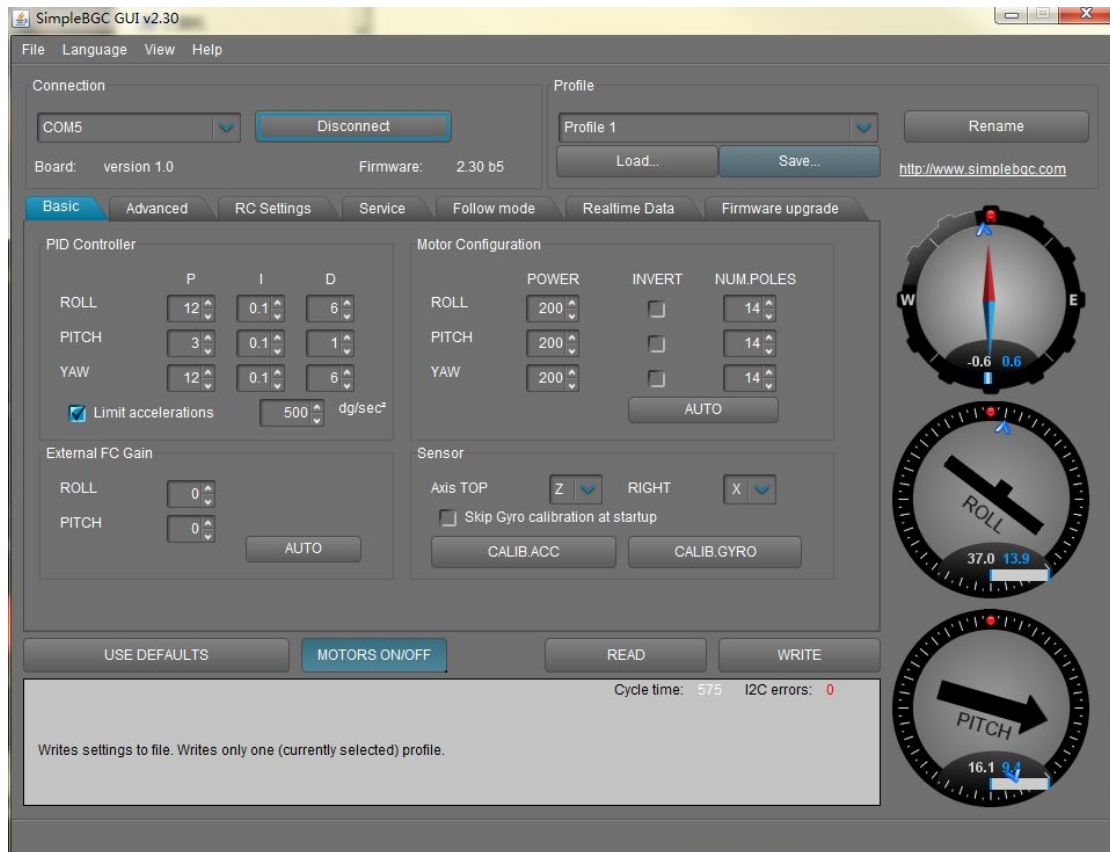 SimpleBGC GUI v2.30
File Language View Help
Connection
COM5 Disconnect
Board: version 1.0 Firmware: 2.30 b5
Profile
Profile 1 Rename
Load... Save... http://www.simplebgc.com
Basic Advanced RC Settings Service Follow mode Realtime Data Firmware upgrade
PID Controller
P I D
ROLL 12 0.1 6
PITCH 3 0.1 1
YAW 12 0.1 6
Limit accelerations 500 dg/sec²
Motor Configuration
POWER INVERT NUM.POLES
ROLL 200 14
PITCH 200 14
YAW 200 14
AUTO
External FC Gain
ROLL 0
PITCH 0
AUTO
Sensor
Axis TOP Z RIGHT X
Skip Gyro calibration at startup
CALIB.ACC CALIB.GYRO
W E
-0.6 0.6
ROLL
37.0 13.9
PITCH
16.1 9.4
USE DEFAULTS MOTORS ON/OFF READ WRITE
Cycle time: 575 I2C errors: 0
Writes settings to file. Writes only one (currently selected) profile.